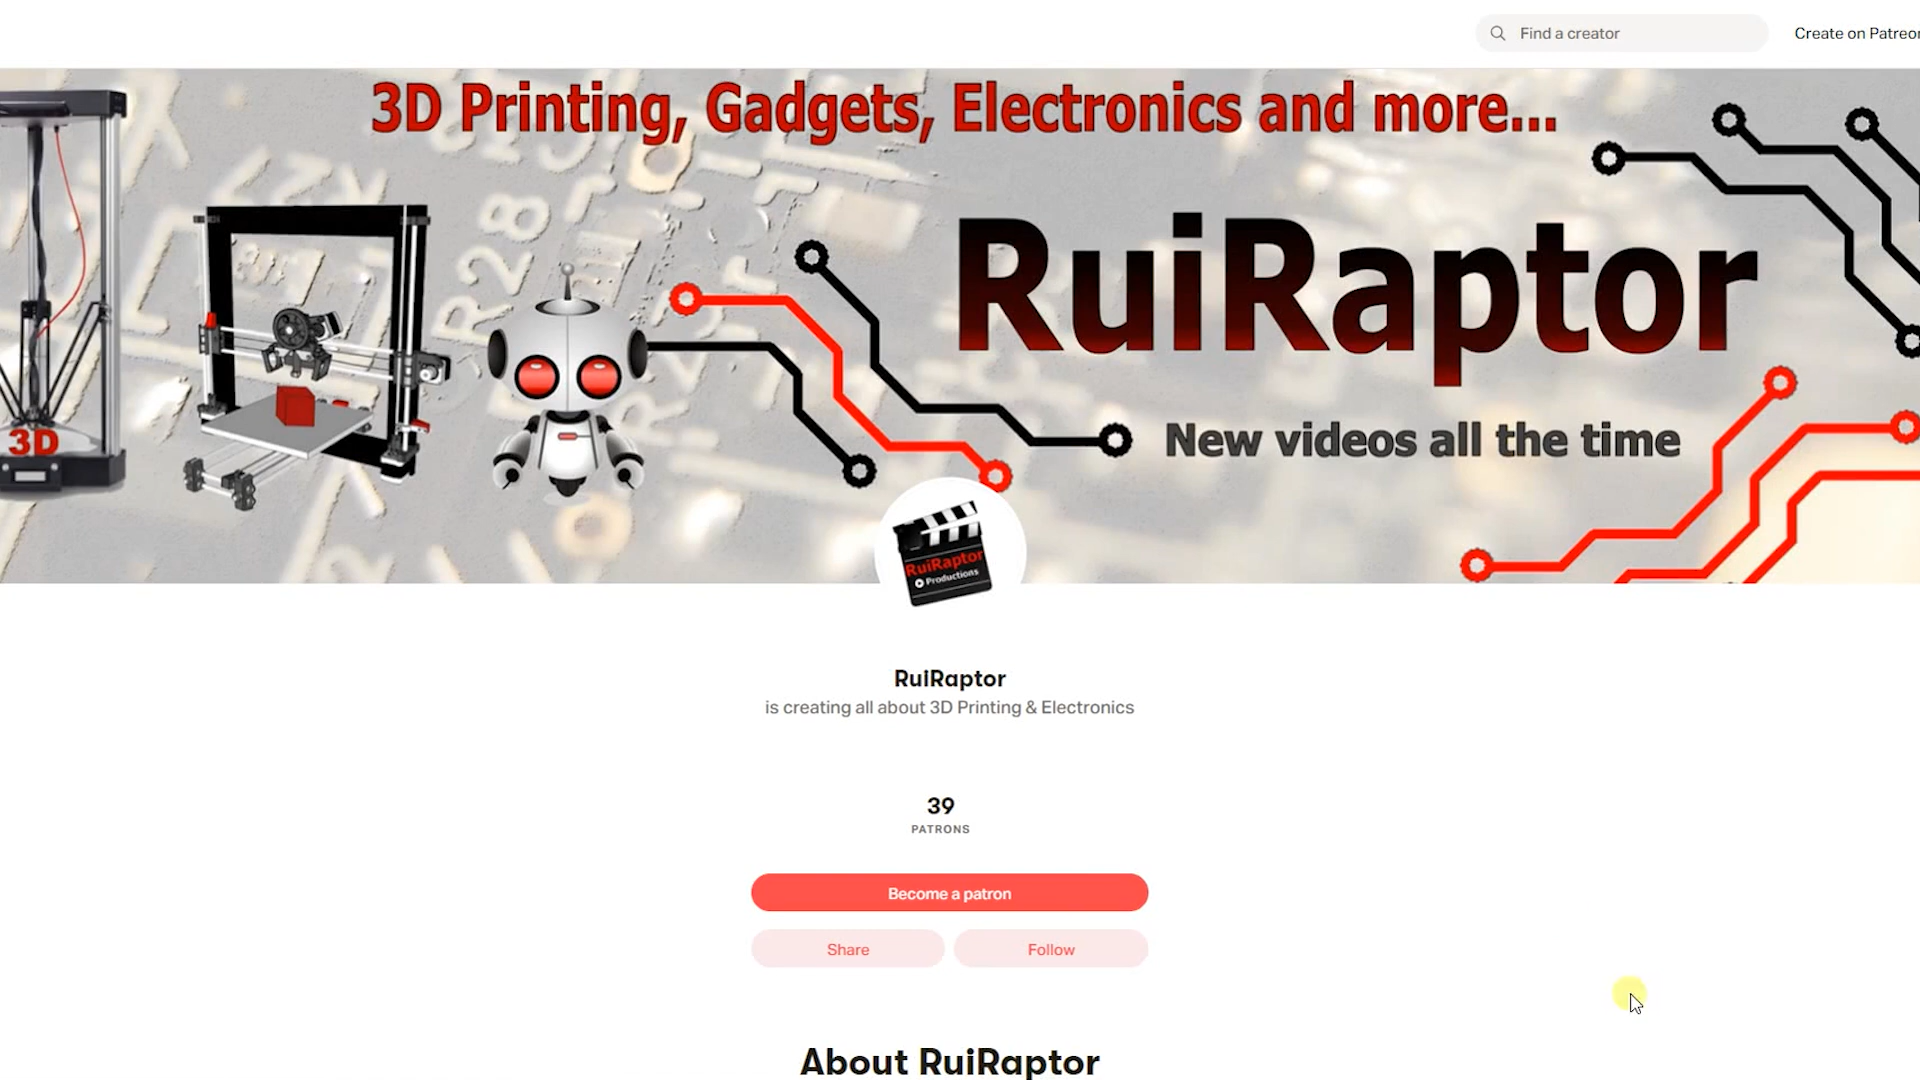 Find a creator
Create on Patreon
3D Printing, Gadgets, Electronics and more...
R28
RuiRaptor
New videos all the time
3D
RuiRaptor
Productions
RuiRaptor
is creating all about 3D Printing & Electronics
39
PATRONS
Become a patron
Share
Follow
About RuiRaptor